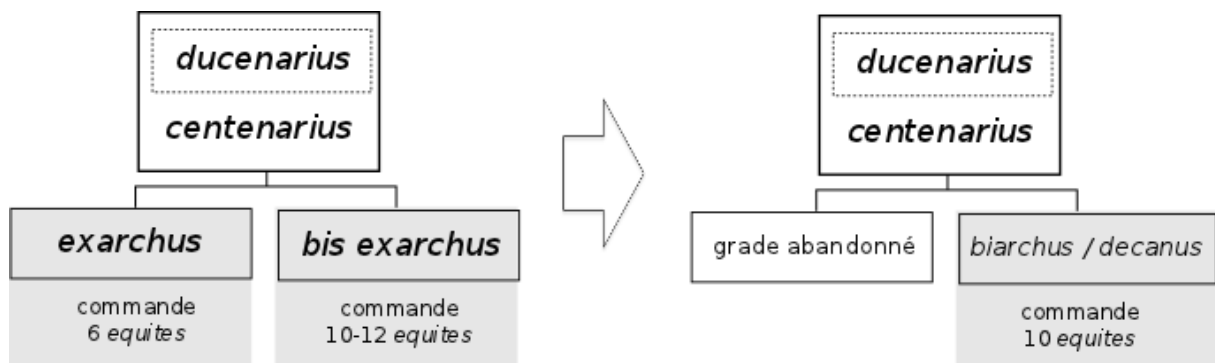 ducenarius
centenarius
exarchus
commande
6 equites
bis exarchus
commande
10-12 equites
ducenarius
centenarius
grade abandonné
biarchus / decanus
commande
10 equites